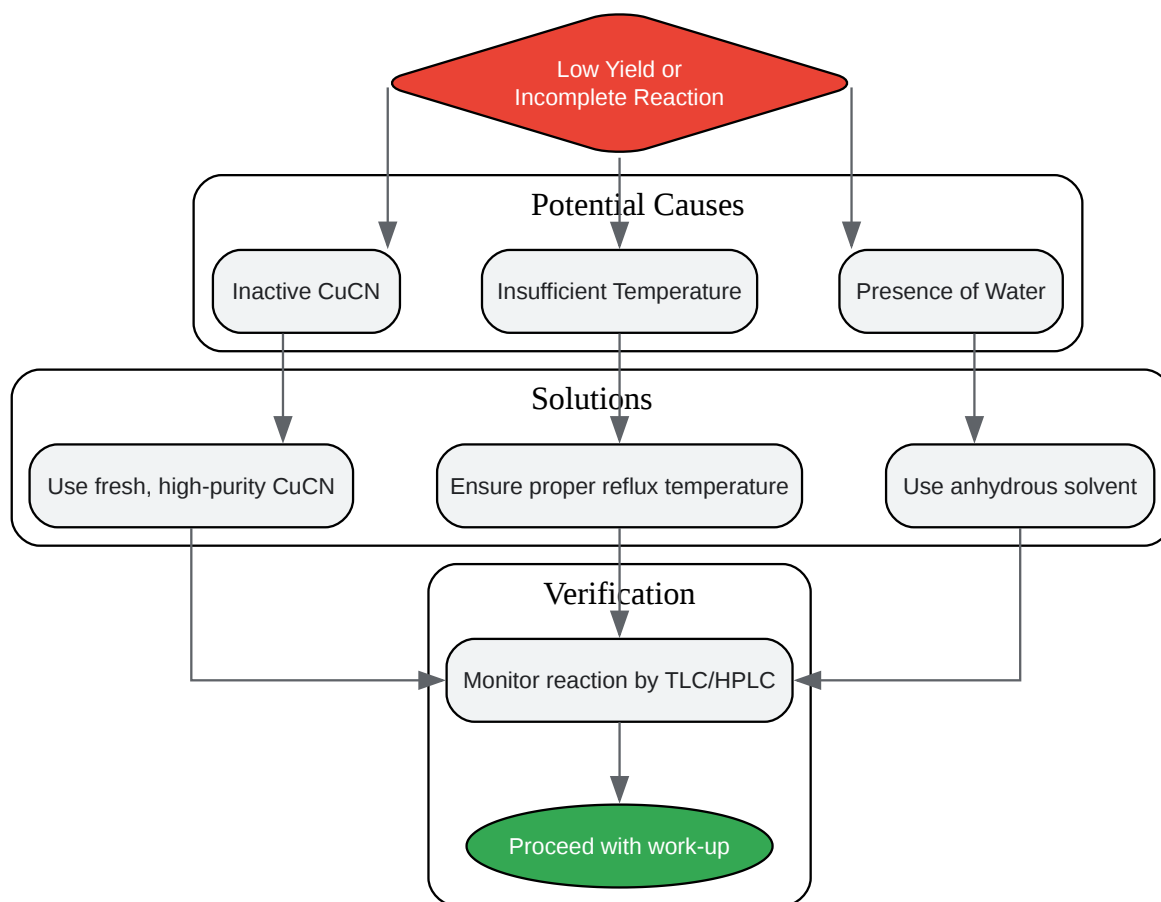 Low Yield or
Incomplete Reaction
Potential Causes
Inactive CuCN
Insufficient Temperature
Presence of Water
Solutions
Use fresh, high-purity CuCN
Ensure proper reflux temperature
Use anhydrous solvent
Verification
Monitor reaction by TLC/HPLC
Proceed with work-up